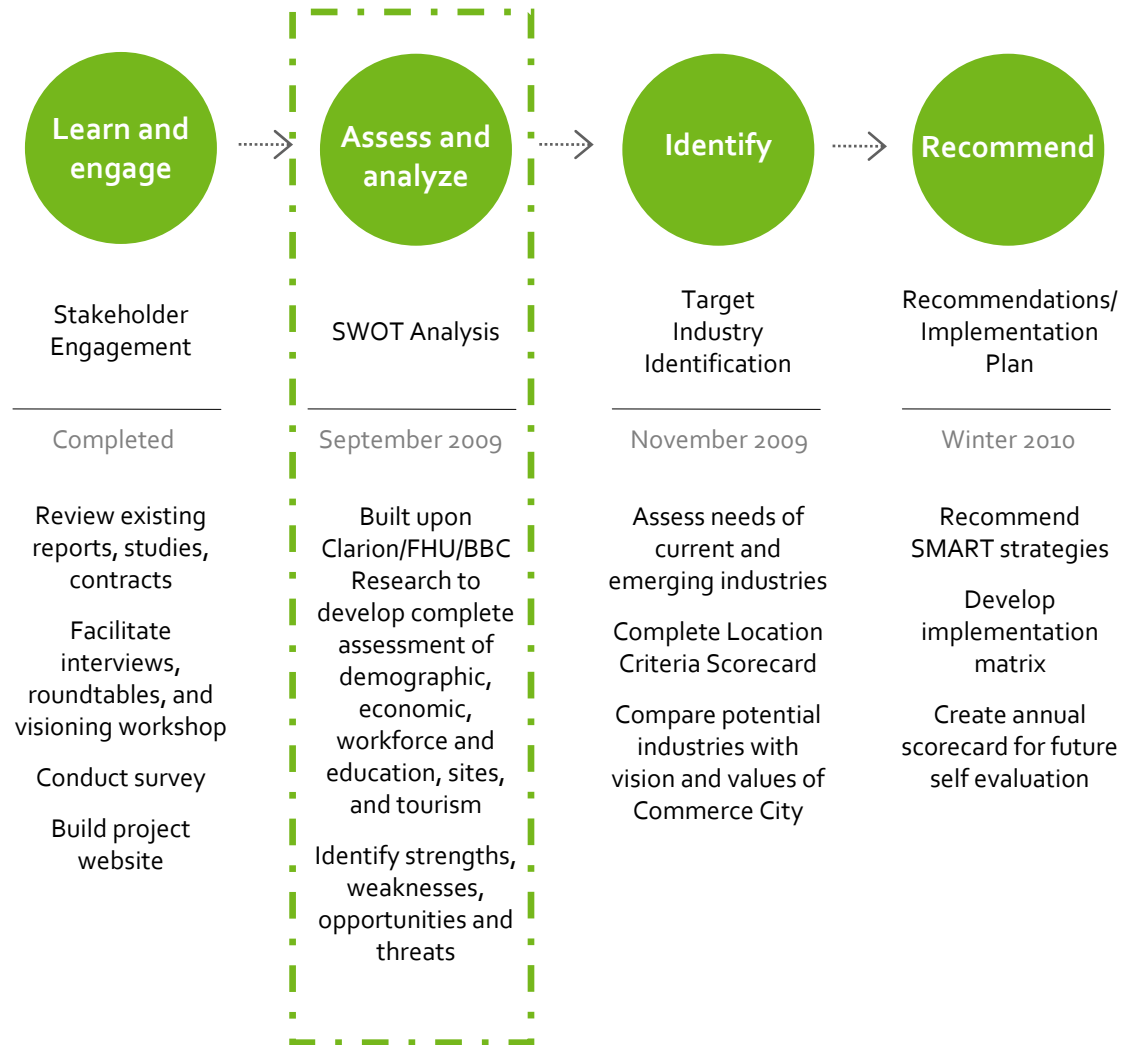 Learn and
engage
Assess and
analyze
Identify
Recommend
Stakeholder
Engagement
SWOT Analysis
Target
Industry
Identification
Recommendations/
Implementation
Plan
Completed
September 2009
November 2009
Winter 2010
Review existing
reports, studies,
contracts
Facilitate
interviews,
roundtables, and
visioning workshop
Conduct survey
Build project
website
Built upon
Clarion/FHU/BBC
Research to
develop complete
assessment of
demographic,
economic,
workforce and
education, sites,
and tourism
Identify strengths,
weaknesses,
opportunities and
threats
Assess needs of
current and
emerging industries
Complete Location
Criteria Scorecard
Compare potential
industries with
vision and values of
Commerce City
Recommend
SMART strategies
Develop
implementation
matrix
Create annual
scorecard for future
self evaluation